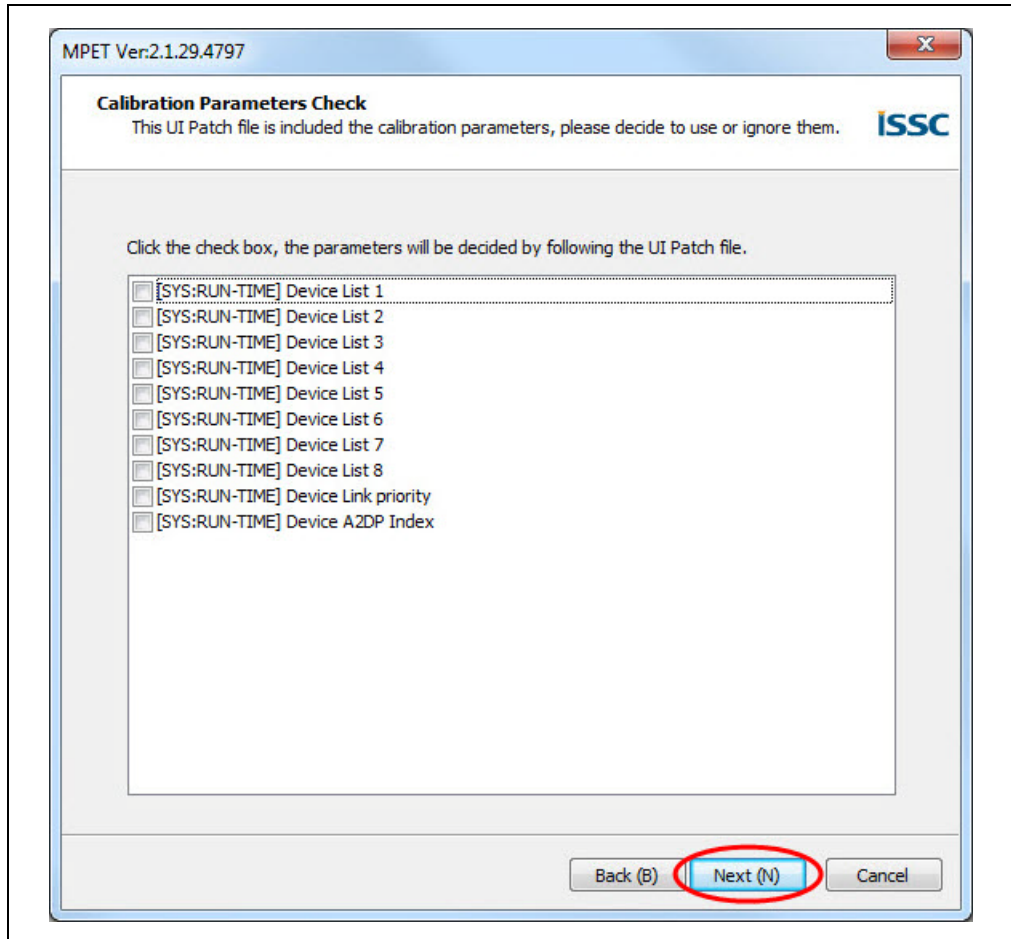 MPET Ver:2.1.29.4797
x
Calibration Parameters Check
This UI Patch file is included the calibration parameters, please decide to use or ignore them.
ISSC
Click the check box, the parameters will be decided by following the UI Patch file.
[SYS:RUN-TIME] Device List 1
[SYS:RUN-TIME] Device List 2
[SYS:RUN-TIME] Device List 3
[SYS:RUN-TIME] Device List 4
[SYS:RUN-TIME] Device List 5
[SYS:RUN-TIME] Device List 6
[SYS:RUN-TIME] Device List 7
[SYS:RUN-TIME] Device List 8
[SYS:RUN-TIME] Device Link priority
[SYS:RUN-TIME] Device A2DP Index
Back (B)
Next (N)
Cancel